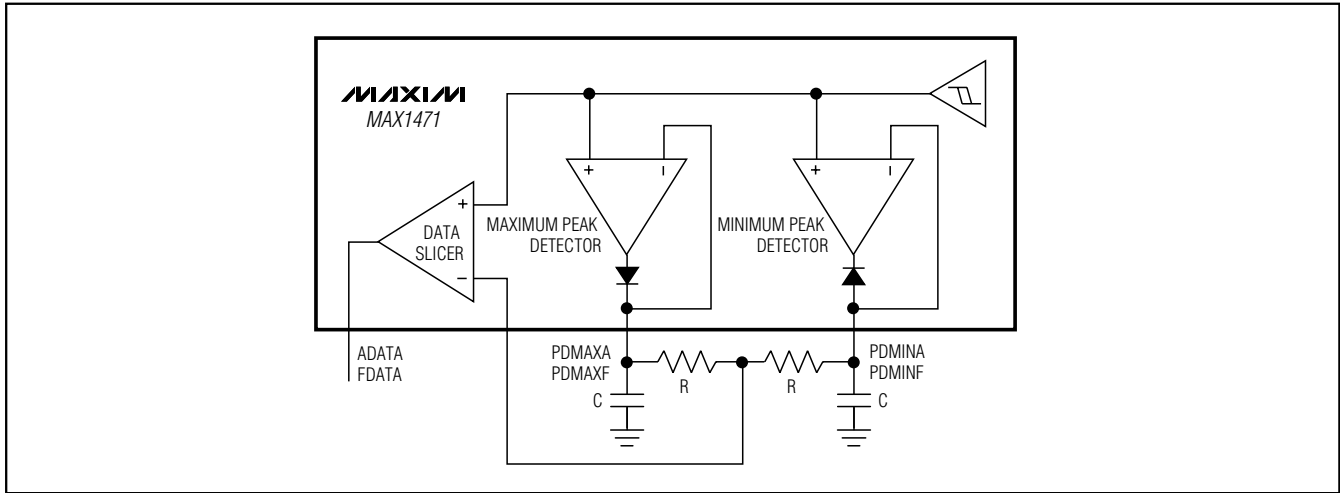 MAXIM
MAX1471
+
−
DATA
SLICER
MAXIMUM PEAK
DETECTOR
+
−
MINIMUM PEAK
DETECTOR
+
−
ADATA
FDATA
PDMAXA
PDMAXF
R
R
PDMINA
PDMINF
C
C